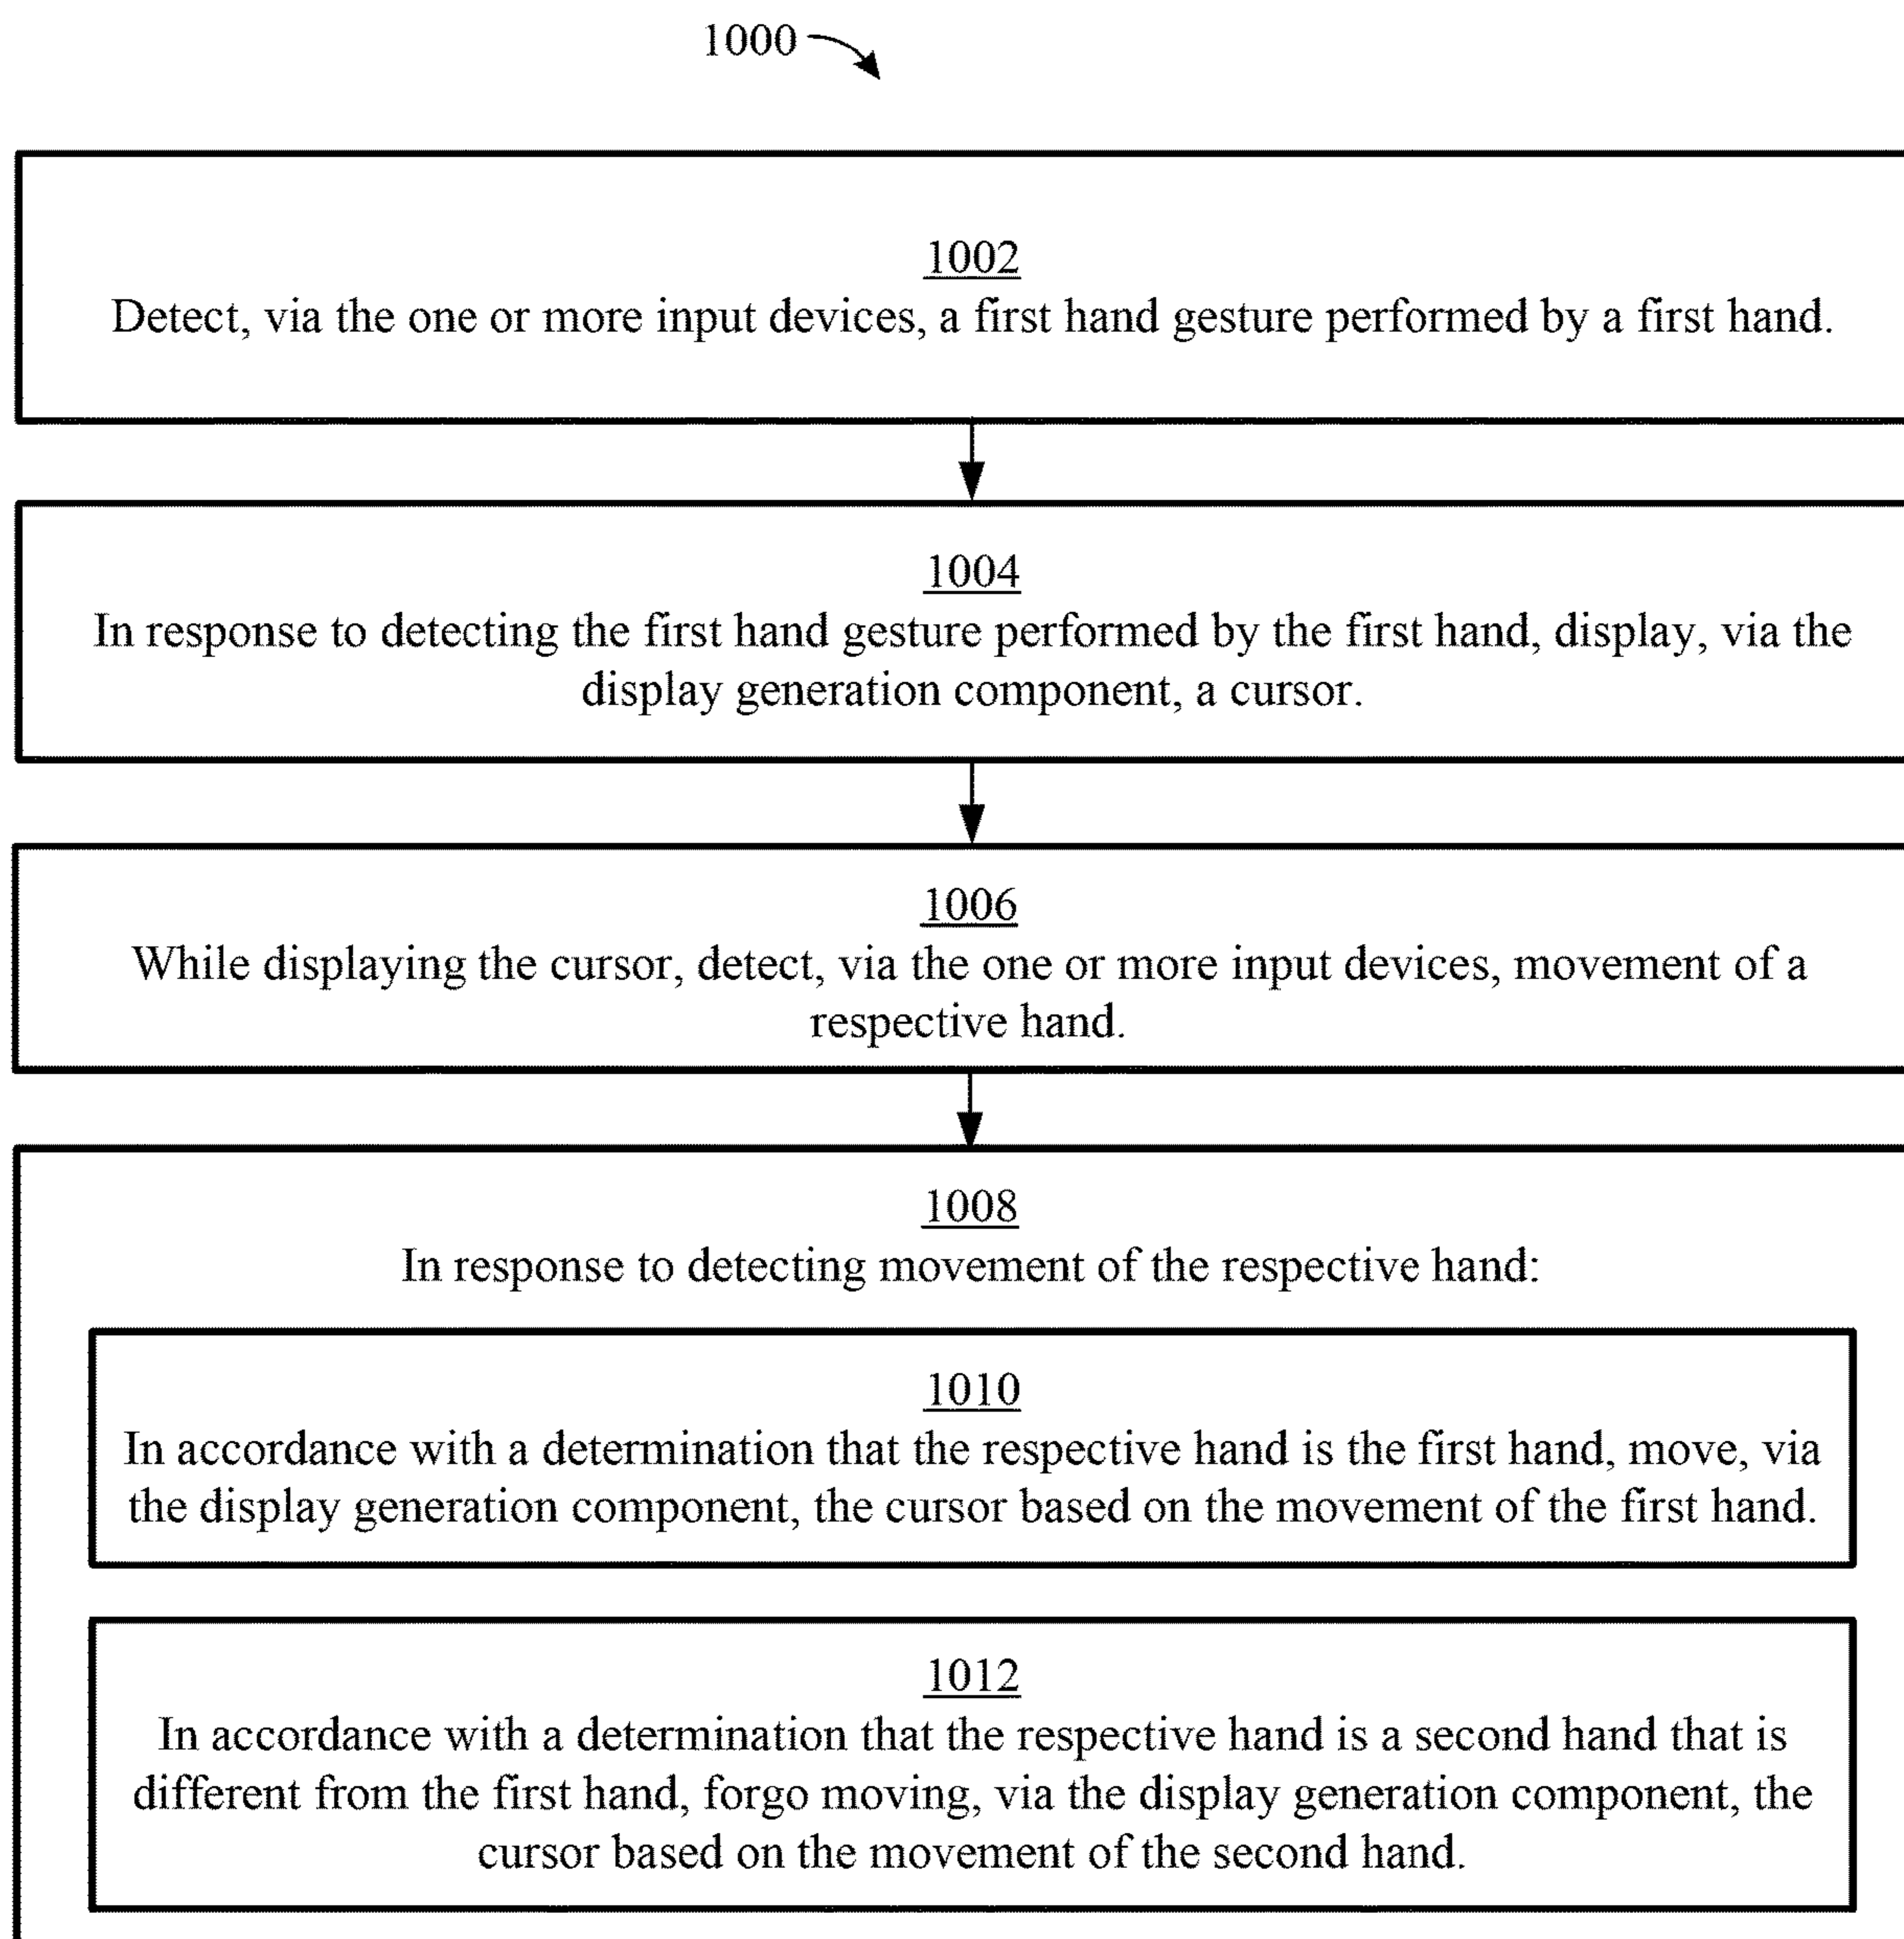 1000
1002
Detect, via the one or more input devices, a first hand gesture performed by a first hand.
1004
In response to detecting the first hand gesture performed by the first hand, display, via the
display generation component, a cursor.
1006
While displaying the cursor, detect, via the one or more input devices, movement of a
respective hand.
1008
In response to detecting movement of the respective hand:
1010
In accordance with a determination that the respective hand is the first hand, move, via
the display generation component, the cursor based on the movement of the first hand.
1012
In accordance with a determination that the respective hand is a second hand that is
different from the first hand, forgo moving, via the display generation component, the
cursor based on the movement of the second hand.